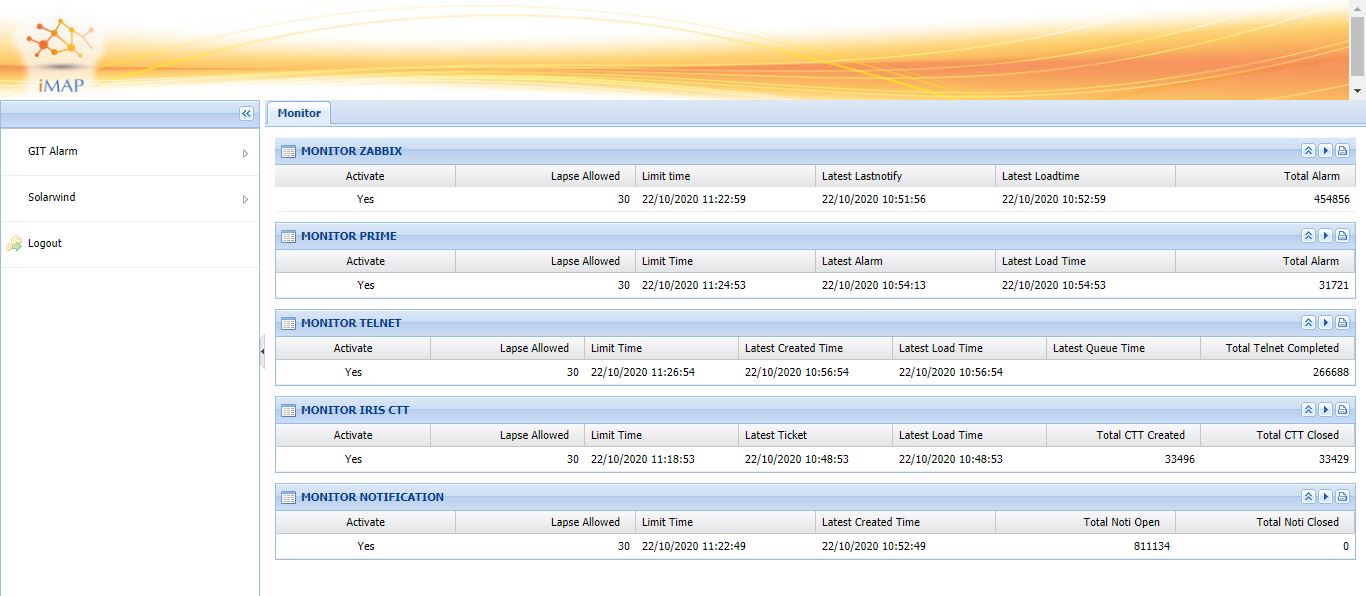 iMAP
Monitor
GIT Alarm
Solarwind
Logout
MONITOR ZABBIX
Activate Lapse Allowed Limit time Latest Lastnotify Latest Loadtime Total Alarm
Yes 30 22/10/2020 11:22:59 22/10/2020 10:51:56 22/10/2020 10:52:59 454856
MONITOR PRIME
Activate Lapse Allowed Limit Time Latest Alarm Latest Load Time Total Alarm
Yes 30 22/10/2020 11:24:53 22/10/2020 10:54:13 22/10/2020 10:54:53 31721
MONITOR TELNET
Activate Lapse Allowed Limit Time Latest Created Time Latest Load Time Latest Queue Time Total Telnet Completed
Yes 30 22/10/2020 11:26:54 22/10/2020 10:56:54 22/10/2020 10:56:54 266688
MONITOR IRIS CTT
Activate Lapse Allowed Limit Time Latest Ticket Latest Load Time Total CTT Created Total CTT Closed
Yes 30 22/10/2020 11:18:53 22/10/2020 10:48:53 22/10/2020 10:48:53 33496 33429
MONITOR NOTIFICATION
Activate Lapse Allowed Limit Time Latest Created Time Total Noti Open Total Noti Closed
Yes 30 22/10/2020 11:22:49 22/10/2020 10:52:49 811134 0